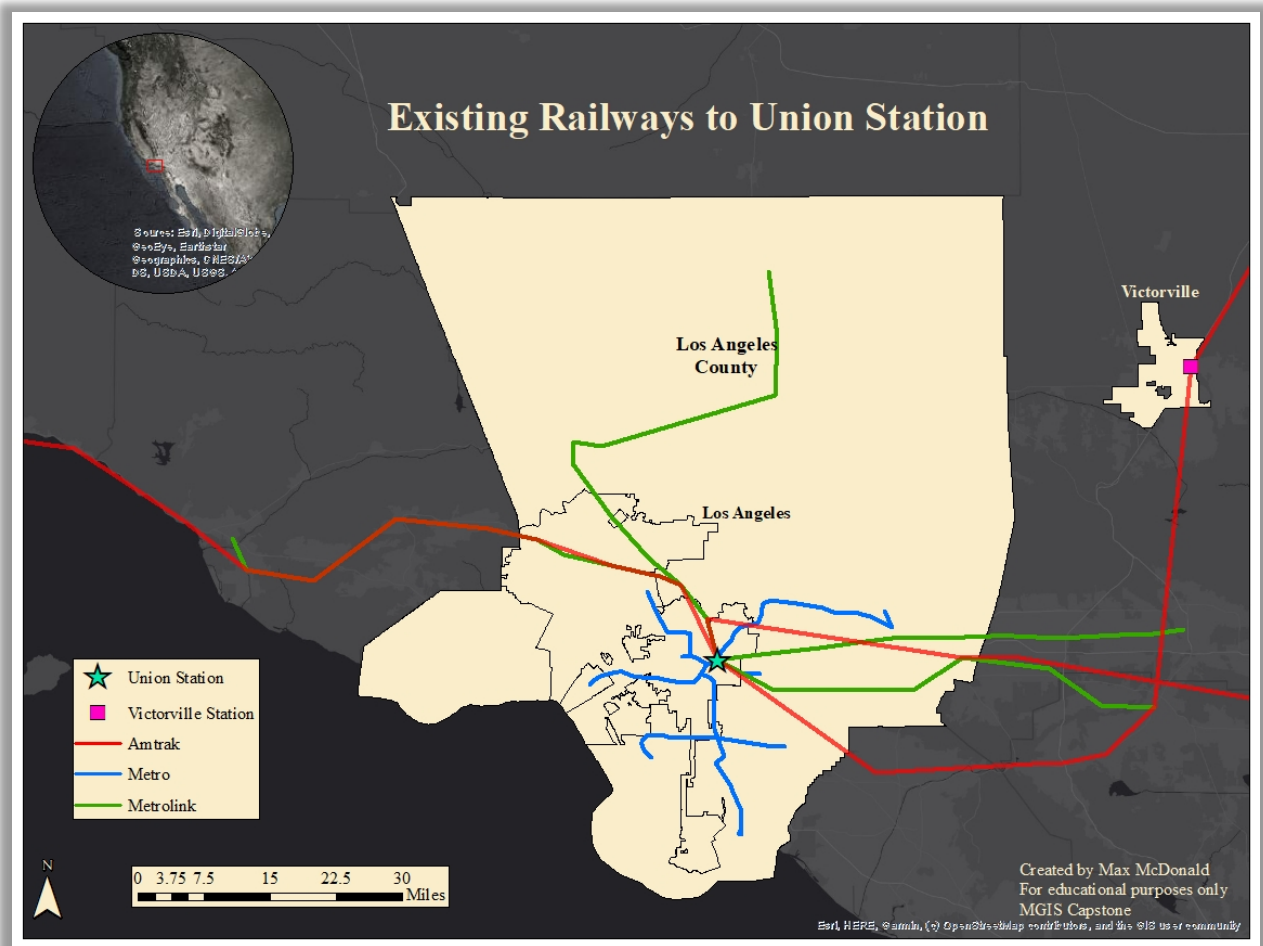 Existing Railways to Union Station
Source: Esri, DigitalGlobe,
GeoEye, Earthstar
Geographics, CNES/Airbus
DS, USDA, USGS,
Victorville
Los Angeles
County
Los Angeles
Union Station
Victorville Station
Amtrak
Metro
Metrolink
N
0 3.75 7.5 15 22.5 30
Miles
Created by Max McDonald
For educational purposes only
MGIS Capstone
Esri, HERE, Garmin, (c) OpenStreetMap contributors, and the GIS user community